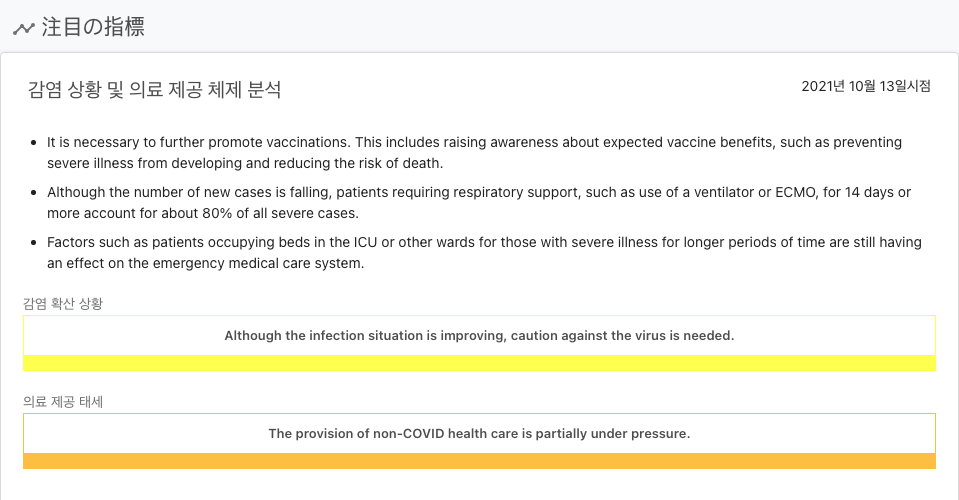 注目の指標
감염 상황 및 의료 제공 체제 분석
2021년 10월 13일시점
It is necessary to further promote vaccinations. This includes raising awareness about expected vaccine benefits, such as preventing
severe illness from developing and reducing the risk of death.
Although the number of new cases is falling, patients requiring respiratory support, such as use of a ventilator or ECMO, for 14 days or
more account for about 80% of all severe cases.
Factors such as patients occupying beds in the ICU or other wards for those with severe illness for longer periods of time are still having
an effect on the emergency medical care system.
감염 확산 상황
Although the infection situation is improving, caution against the virus is needed.
의료 제공 태세
The provision of non-COVID health care is partially under pressure.